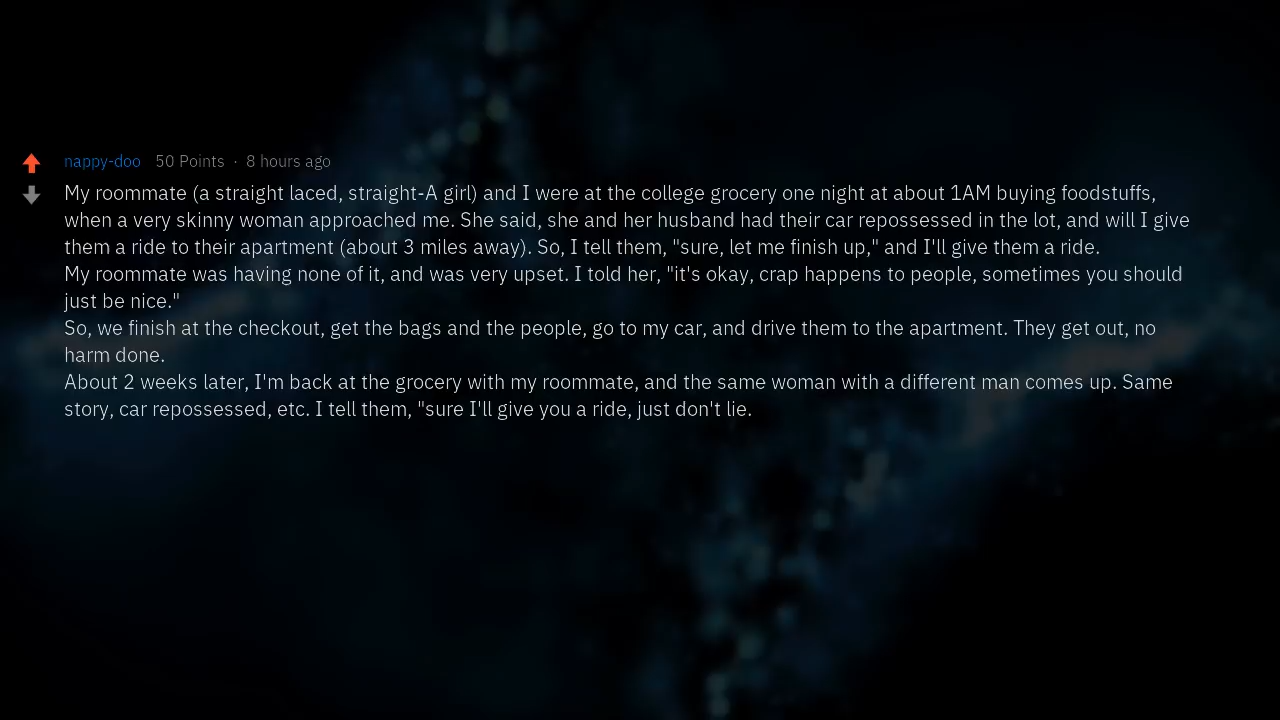 nappy-doo 50 Points · 8 hours ago
My roommate (a straight laced, straight-A girl) and I were at the college grocery one night at about 1AM buying foodstuffs,
when a very skinny woman approached me. She said, she and her husband had their car repossessed in the lot, and will I give
them a ride to their apartment (about 3 miles away). So, I tell them, "sure, let me finish up," and I'll give them a ride.
My roommate was having none of it, and was very upset. I told her, "it's okay, crap happens to people, sometimes you should
just be nice."
So, we finish at the checkout, get the bags and the people, go to my car, and drive them to the apartment. They get out, no
harm done.
About 2 weeks later, I'm back at the grocery with my roommate, and the same woman with a different man comes up. Same
story, car repossessed, etc. I tell them, "sure I'll give you a ride, just don't lie.